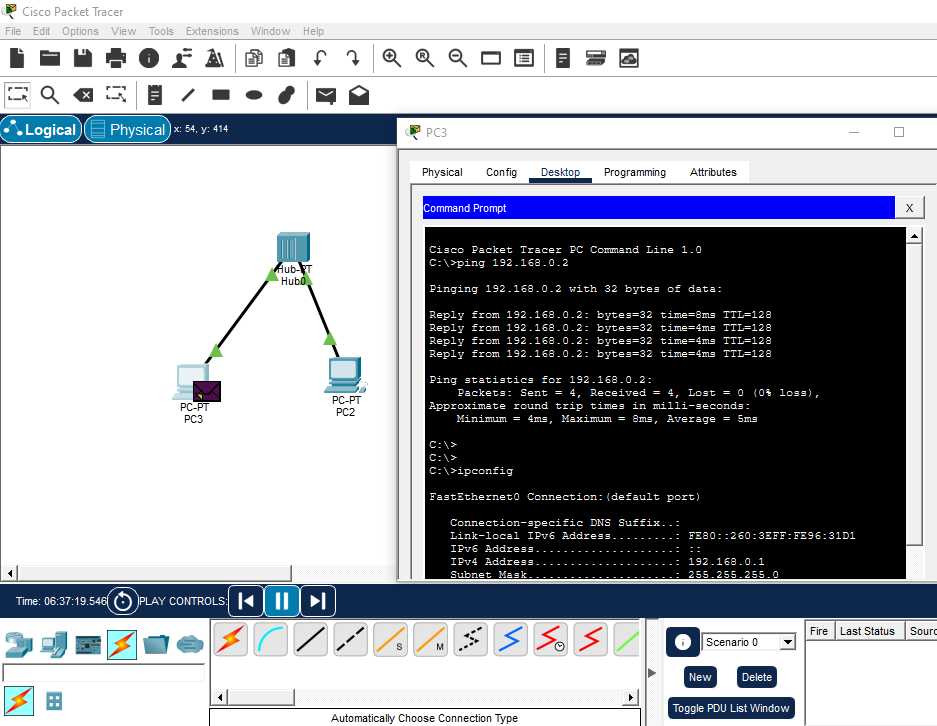 Cisco Packet Tracer
File Edit Options View Tools Extensions Window Help
Logical Physical x: 54, y: 414
PC3
Physical Config Desktop Programming Attributes
Command Prompt X
Cisco Packet Tracer PC Command Line 1.0
C:\>ping 192.168.0.2
Pinging 192.168.0.2 with 32 bytes of data:
Reply from 192.168.0.2: bytes=32 time=8ms TTL=128
Reply from 192.168.0.2: bytes=32 time=4ms TTL=128
Reply from 192.168.0.2: bytes=32 time=4ms TTL=128
Reply from 192.168.0.2: bytes=32 time=4ms TTL=128
Ping statistics for 192.168.0.2:
Packets: Sent = 4, Received = 4, Lost = 0 (0% loss),
Approximate round trip times in milli-seconds:
Minimum = 4ms, Maximum = 8ms, Average = 5ms
C:\>
C:\>
C:\>ipconfig
FastEthernet0 Connection:(default port)
Connection-specific DNS Suffix..:
Link-local IPv6 Address.........: FE80::260:3EFF:FE96:31D1
IPv6 Address....................: ::
IPv4 Address....................: 192.168.0.1
Subnet Mask.....................: 255.255.255.0
Hub-PT
Hub0
PC-PT
PC3
PC-PT
PC2
Time: 06:37:19.546 PLAY CONTROLS:
S M
Automatically Choose Connection Type
Scenario 0
New Delete
Toggle PDU List Window
Fire Last Status Sourc